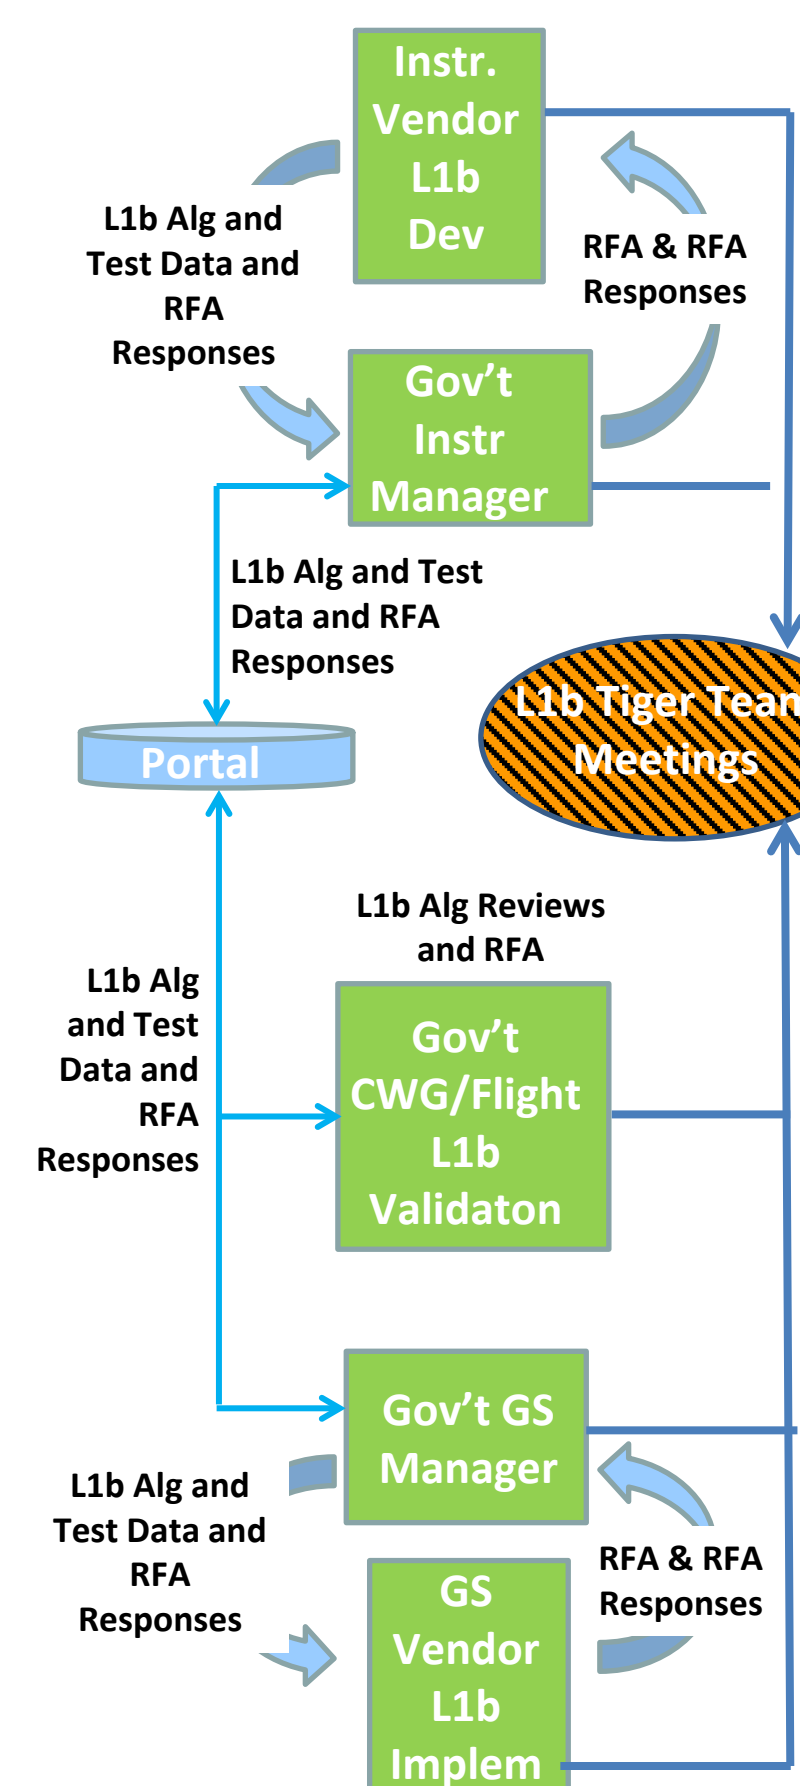 Instr.
Vendor
L1b
Dev
L1b Alg and
Test Data and
RFA
Responses
RFA & RFA
Responses
Gov't
Instr
Manager
L1b Alg and Test
Data and RFA
Responses
Portal
L1b Tiger Team
Meetings
L1b Alg Reviews
and RFA
L1b Alg
and Test
Data and
RFA
Responses
Gov't
CWG/Flight
L1b
Validaton
Gov't GS
Manager
L1b Alg and
Test Data and
RFA
Responses
RFA & RFA
Responses
GS
Vendor
L1b
Implem